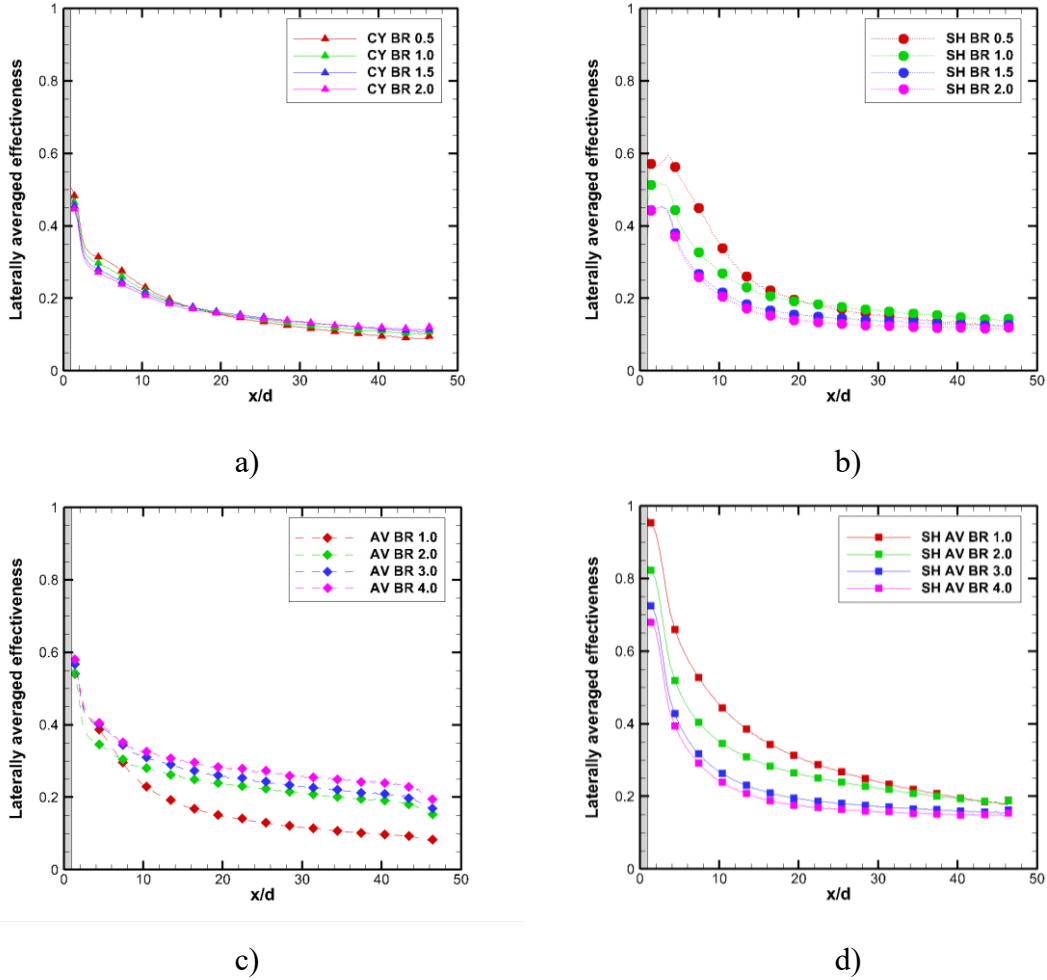 Laterally averaged effectiveness
1
0.8
0.6
0.4
0.2
0
0 10 20 30 40 50
x/d
CY BR 0.5
CY BR 1.0
CY BR 1.5
CY BR 2.0
a)
Laterally averaged effectiveness
1
0.8
0.6
0.4
0.2
0
0 10 20 30 40 50
x/d
SH BR 0.5
SH BR 1.0
SH BR 1.5
SH BR 2.0
b)
Laterally averaged effectiveness
1
0.8
0.6
0.4
0.2
0
0 10 20 30 40 50
x/d
AV BR 1.0
AV BR 2.0
AV BR 3.0
AV BR 4.0
c)
Laterally averaged effectiveness
1
0.8
0.6
0.4
0.2
0
0 10 20 30 40 50
x/d
SH AV BR 1.0
SH AV BR 2.0
SH AV BR 3.0
SH AV BR 4.0
d)